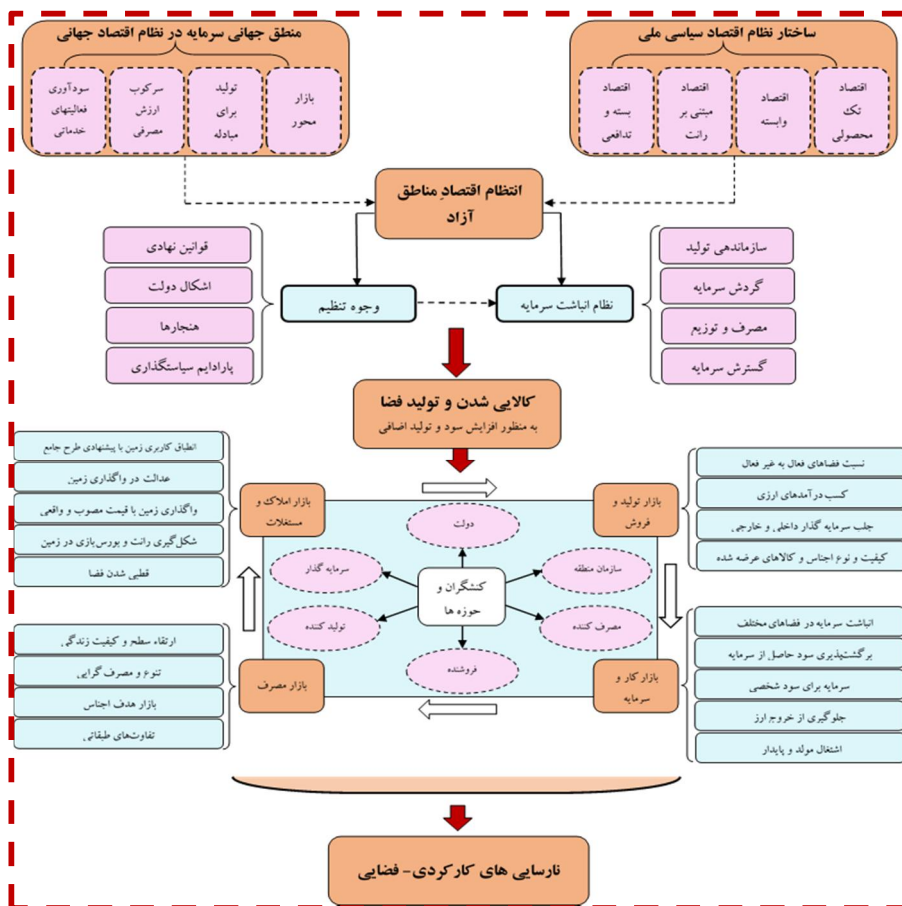 ساختار نظام اقتصاد سیاسی ملی
اقتصاد
تک
محصولی
اقتصاد
وابسته
اقتصاد
مبتنی بر
رانت
اقتصاد
بسته و
تدافعی
منطق جهانی سرمایه در نظام اقتصاد جهانی
بازار
محور
تولید
برای
مبادله
سرکوب
ارزش
مصرفی
سودآوری
فعالیتهای
خدماتی
انتظام اقتصادِ مناطق
آزاد
سازماندهی تولید
گردش سرمایه
مصرف و توزیع
گسترش سرمایه
نظام انباشت سرمایه
وجوه تنظیم
قوانین نهادی
اشکال دولت
هنجارها
پارادایم سیاستگذاری
کالایی شدن و تولید فضا
به منظور افزایش سود و تولید اضافی
نسبت فضاهای فعال به غیر فعال
کسب درآمدهای ارزی
جلب سرمایه گذار داخلی و خارجی
کیفیت و نوع اجناس و کالاهای عرضه شده
بازار تولید و
فروش
انباشت سرمایه در فضاهای مختلف
برگشت‌پذیری سود حاصل از سرمایه
سرمایه برای سود شخصی
جلوگیری از خروج ارز
اشتغال مولد و پایدار
بازار کار و
سرمایه
دولت
سازمان منطقه
سرمایه گذار
کنشگران و
حوزه ها
مصرف کننده
تولید کننده
فروشنده
بازار املاک و
مستغلات
انطباق کاربری زمین با پیشنهادی طرح جامع
عدالت در واگذاری زمین
واگذاری زمین با قیمت مصوب و واقعی
شکل‌گیری رانت و بورس‌بازی در زمین
قطبی شدن فضا
بازار مصرف
ارتقاء سطح و کیفیت زندگی
تنوع و مصرف گرایی
بازار هدف اجناس
تفاوت‌های طبقاتی
نارسایی های کارکردی- فضایی